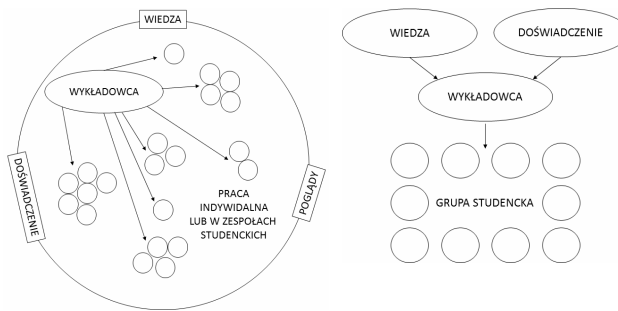 WIEDZA
WYKŁADOWCA
DOŚWIADCZENIE
POGLĄDY
PRACA
INDYWIDALNA
LUB W ZESPOŁACH
STUDENCKICH
WIEDZA
DOŚWIADCZENIE
WYKŁADOWCA
GRUPA STUDENCKA